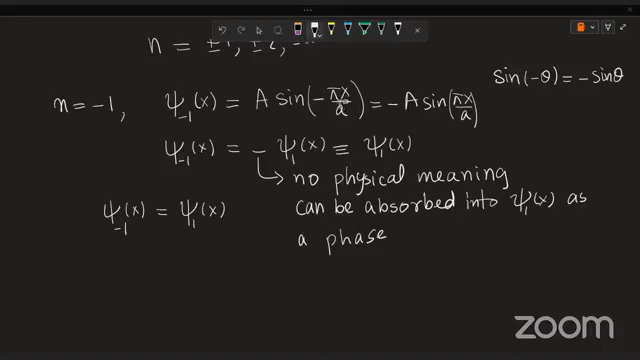 n = ±1, ±2, ...
sin(-θ) = - sinθ
n = -1, ψ₋₁(x) = A sin(-πx/a) = -A sin(πx/a)
ψ₋₁(x) = - ψ₁(x) ≡ ψ₁(x)
↳ no physical meaning
ψ₋₁(x) = ψ₁(x) can be absorbed into ψ₁(x) as
a phase
zoom